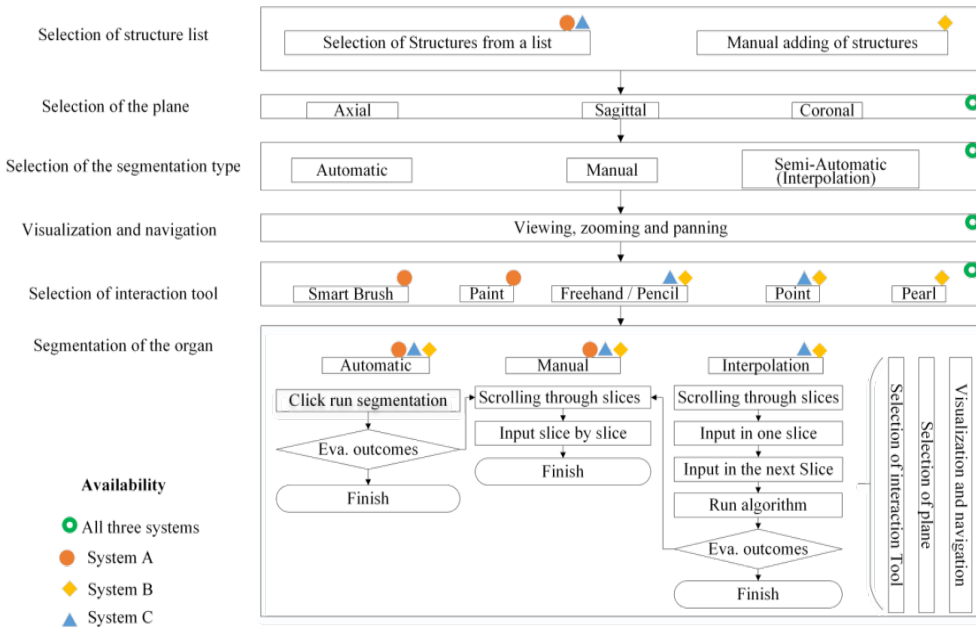 Selection of structure list
Selection of Structures from a list
Manual adding of structures
Selection of the plane
Axial
Sagittal
Coronal
Selection of the segmentation type
Automatic
Manual
Semi-Automatic
(Interpolation)
Visualization and navigation
Viewing, zooming and panning
Selection of interaction tool
Smart Brush
Paint
Freehand / Pencil
Point
Pearl
Segmentation of the organ
Automatic
Click run segmentation
Eva. outcomes
Finish
Manual
Scrolling through slices
Input slice by slice
Finish
Interpolation
Scrolling through slices
Input in one slice
Input in the next Slice
Run algorithm
Eva. outcomes
Finish
Selection of interaction Tool
Selection of plane
Visualization and navigation
Availability
All three systems
System A
System B
System C